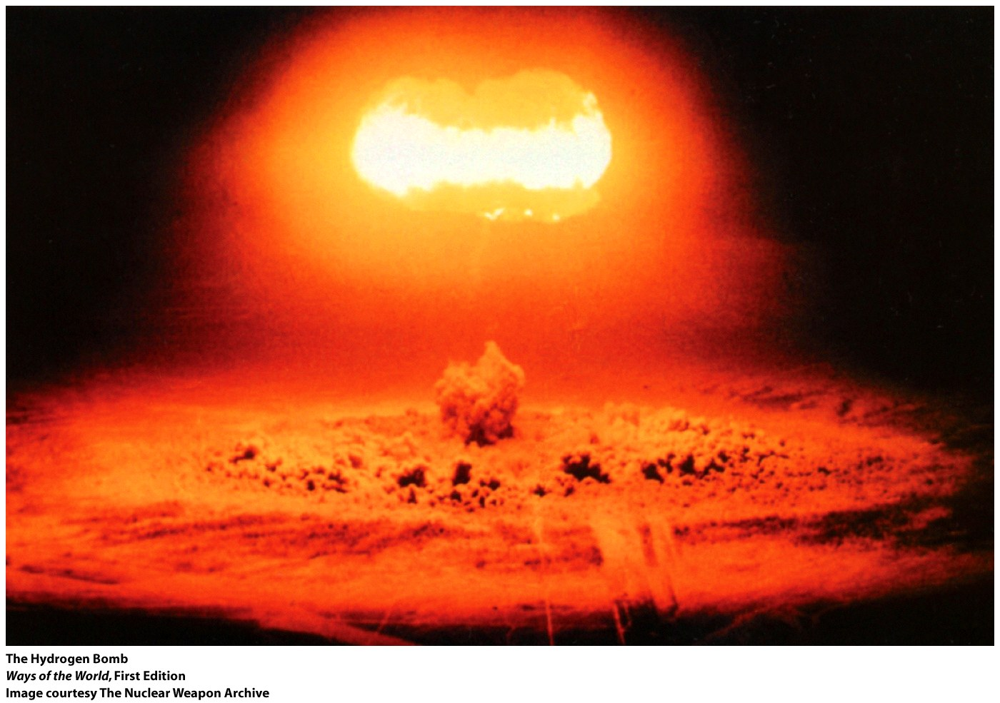 The Hydrogen Bomb
Ways of the World, First Edition
Image courtesy The Nuclear Weapon Archive